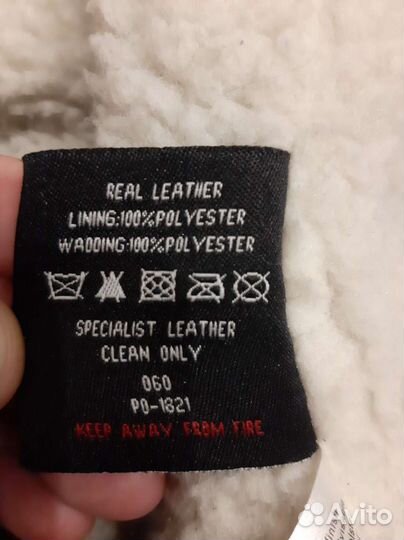 REAL LEATHER
LINING:100%POLYESTER
WADDING:100%POLYESTER
SPECIALIST LEATHER
CLEAN ONLY
060
PO-1821
KEEP AWAY FROM FIRE
Avito